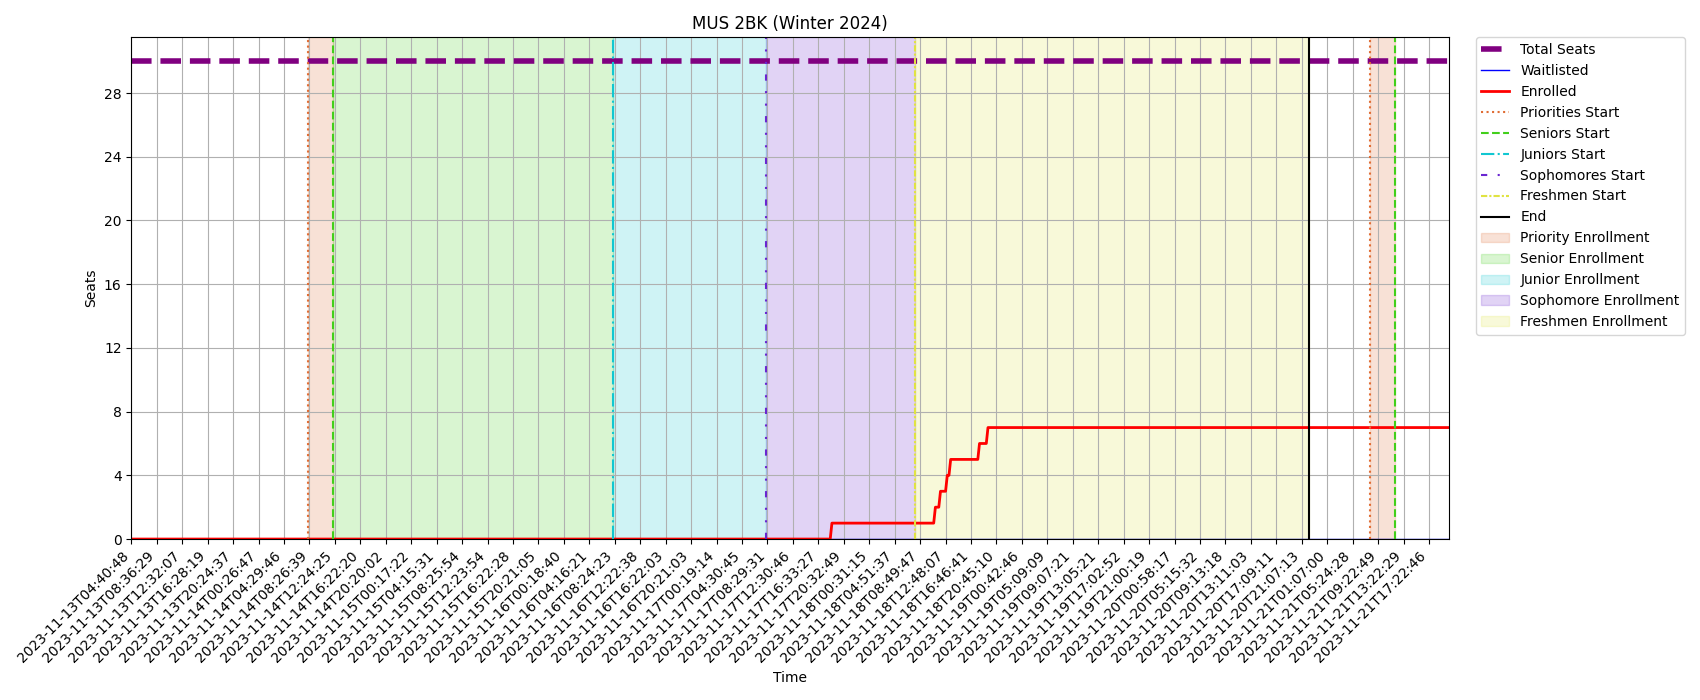 MUS 2BK (Winter 2024)
Total Seats
Waitlisted
Enrolled
Priorities Start
Seniors Start
Juniors Start
Sophomores Start
Freshmen Start
End
Priority Enrollment
Senior Enrollment
Junior Enrollment
Sophomore Enrollment
Freshmen Enrollment
Seats
28
24
20
16
12
8
4
0
2023-11-13T04:40:48
2023-11-13T08:36:29
2023-11-13T12:32:07
2023-11-13T16:28:19
2023-11-13T20:24:37
2023-11-14T00:26:47
2023-11-14T04:29:46
2023-11-14T08:26:39
2023-11-14T12:24:25
2023-11-14T16:22:20
2023-11-14T20:20:02
2023-11-15T00:17:22
2023-11-15T04:15:31
2023-11-15T08:25:54
2023-11-15T12:23:54
2023-11-15T16:22:28
2023-11-15T20:21:05
2023-11-16T00:18:40
2023-11-16T04:16:21
2023-11-16T08:24:23
2023-11-16T12:22:38
2023-11-16T16:22:03
2023-11-16T20:21:03
2023-11-17T00:19:14
2023-11-17T04:30:45
2023-11-17T08:29:31
2023-11-17T12:30:46
2023-11-17T16:33:27
2023-11-17T20:32:49
2023-11-18T00:31:15
2023-11-18T04:51:37
2023-11-18T08:49:47
2023-11-18T12:48:07
2023-11-18T16:46:41
2023-11-18T20:45:10
2023-11-19T00:42:46
2023-11-19T05:09:09
2023-11-19T09:07:21
2023-11-19T13:05:21
2023-11-19T17:02:52
2023-11-19T21:00:19
2023-11-20T00:58:17
2023-11-20T05:15:32
2023-11-20T09:13:18
2023-11-20T13:11:03
2023-11-20T17:09:11
2023-11-20T21:07:13
2023-11-21T01:07:00
2023-11-21T05:24:28
2023-11-21T09:22:49
2023-11-21T13:22:29
2023-11-21T17:22:46
Time